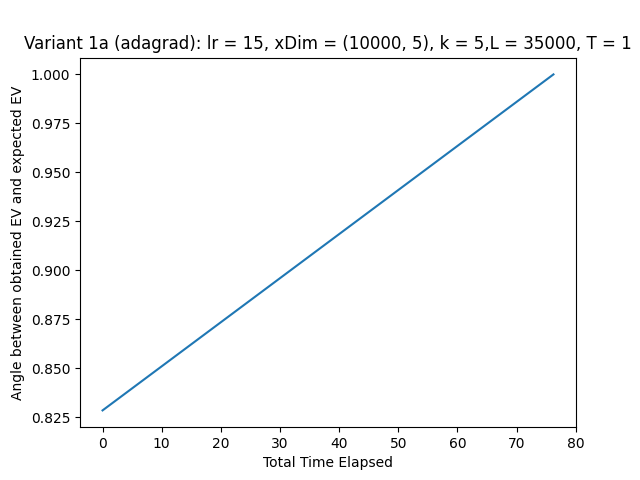 Variant 1a (adagrad): lr = 15, xDim = (10000, 5), k = 5,L = 35000, T = 1
Angle between obtained EV and expected EV
1.000
0.975
0.950
0.925
0.900
0.875
0.850
0.825
0 10 20 30 40 50 60 70 80
Total Time Elapsed